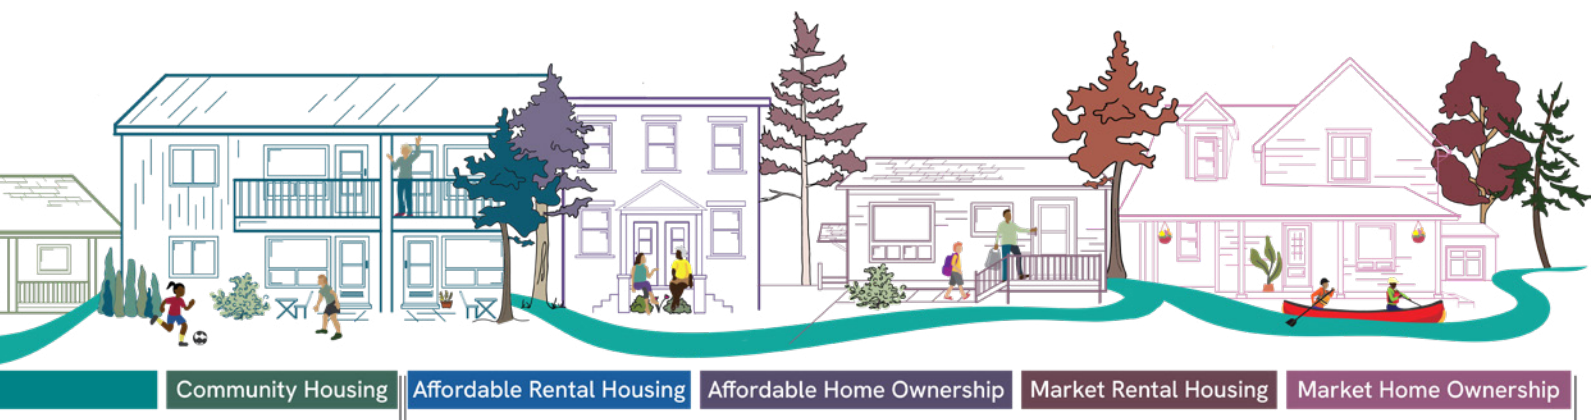 Community Housing
Affordable Rental Housing
Affordable Home Ownership
Market Rental Housing
Market Home Ownership